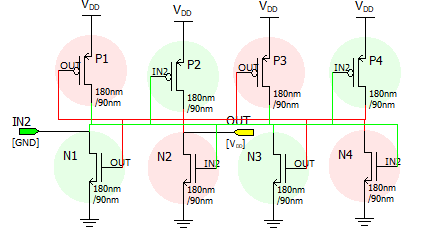 VDD VDD VDD VDD
OUT P1 IN2 P2 OUT P3 IN2 P4
180nm 180nm 180nm 180nm
/90nm /90nm /90nm /90nm
IN2 OUT
[GND] [VDD]
N1 OUT N2 IN2 N3 OUT N4 IN2
180nm 180nm 180nm 180nm
/90nm /90nm /90nm /90nm